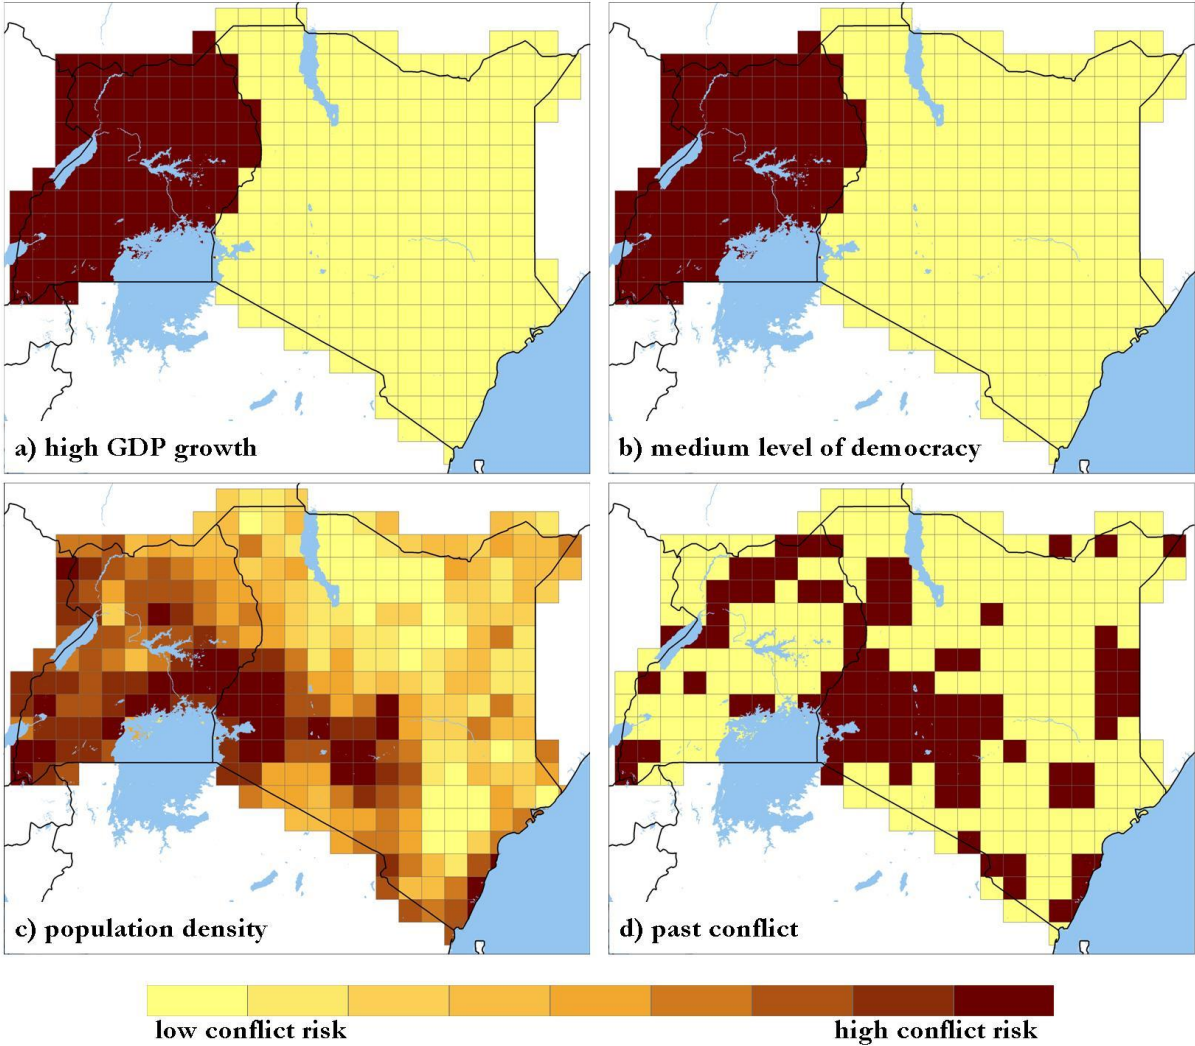 a) high GDP growth
b) medium level of democracy
c) population density
d) past conflict
low conflict risk
high conflict risk